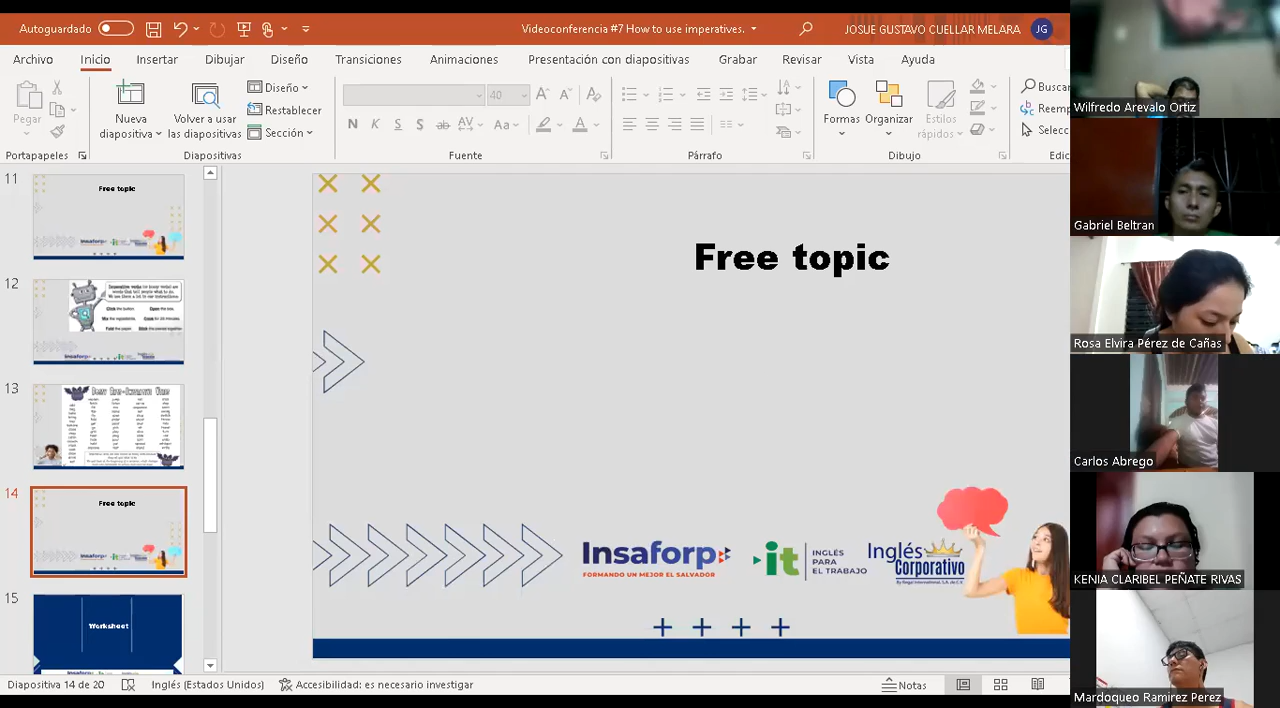 Autoguardado
Videoconferencia #7 How to use imperatives.
JOSUE GUSTAVO CUELLAR MELARA
JG
Archivo Inicio Insertar Dibujar Diseño Transiciones Animaciones Presentación con diapositivas Grabar Revisar Vista Ayuda
Pegar
Nueva diapositiva
Volver a usar las diapositivas
Diseño
Restablecer
Sección
40
Formas
Organizar
Estilos rápidos
Buscar
Reemp
Selecc
Portapapeles
Diapositivas
Fuente
Párrafo
Dibujo
Edic
11
Free topic
12
13
14
Free topic
15
Worksheet
Free topic
Insaforp
FORMANDO UN MEJOR EL SALVADOR
it
INGLÉS
PARA
EL TRABAJO
Inglés
Corporativo
Diapositiva 14 de 20
Inglés (Estados Unidos)
Accesibilidad: es necesario investigar
Notas
Wilfredo Arevalo Ortiz
Gabriel Beltran
Rosa Elvira Pérez de Cañas
Carlos Abrego
KENIA CLARIBEL PEÑATE RIVAS
Mardoqueo Ramirez Perez